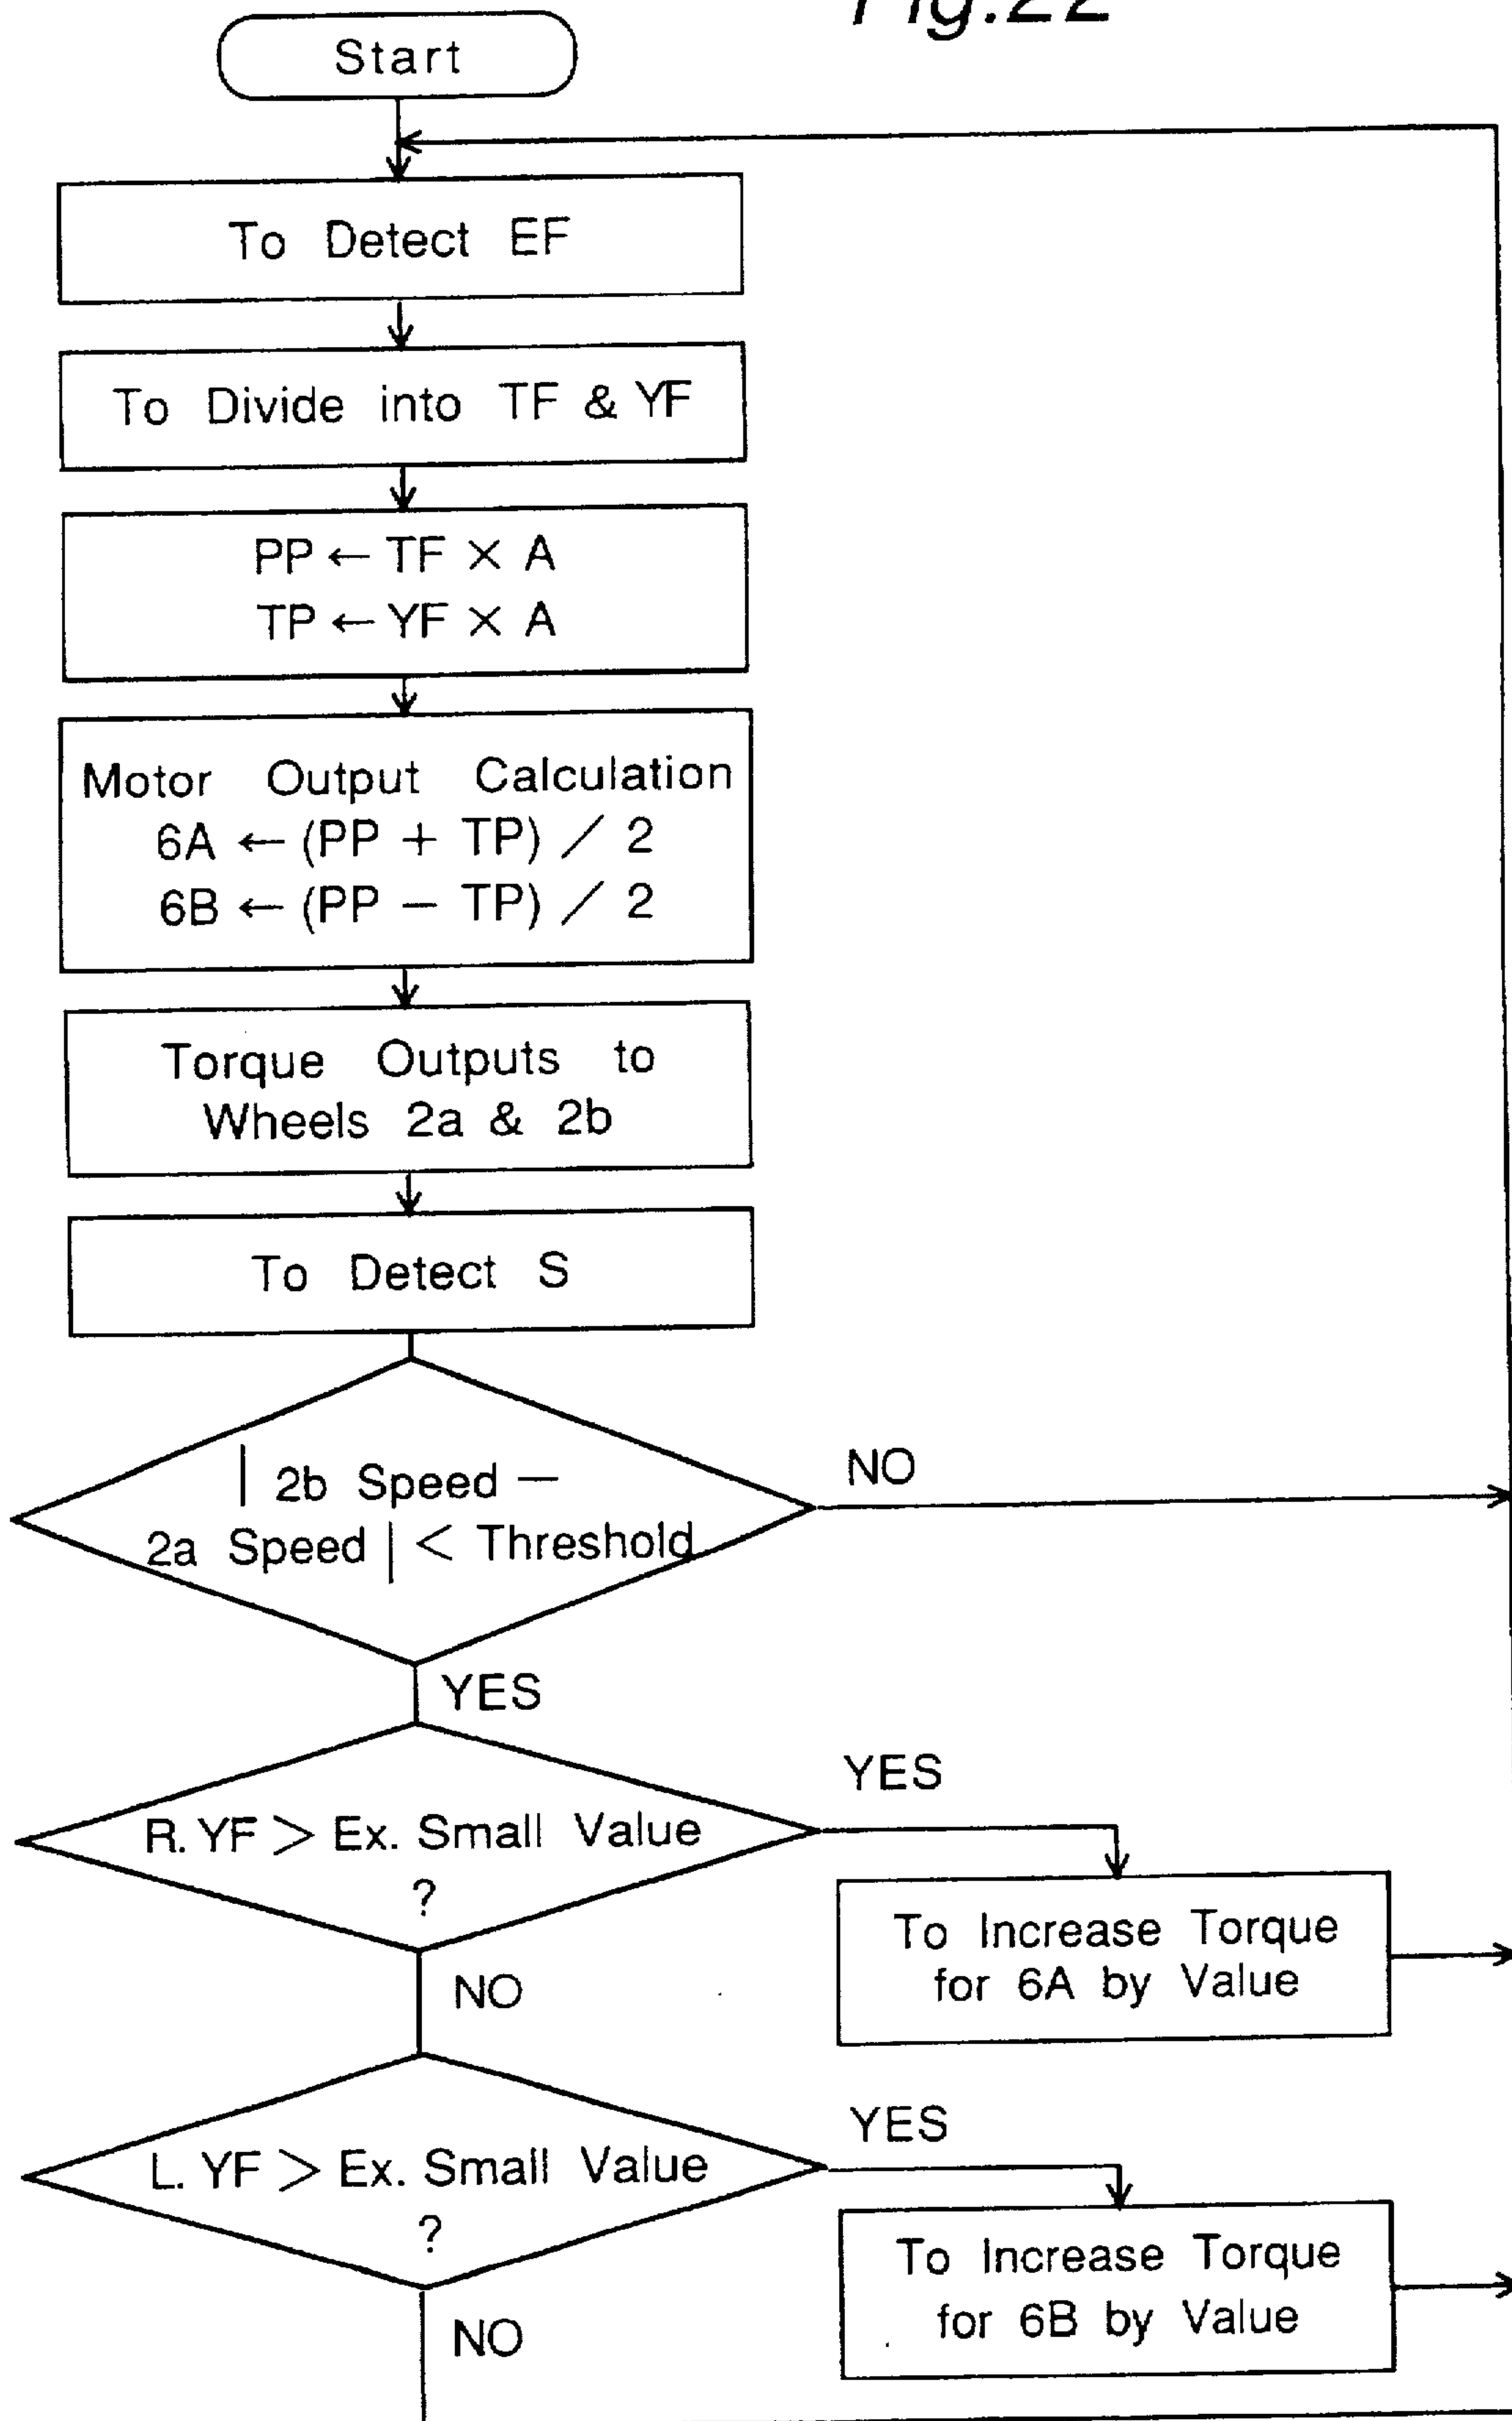 Fig.22
Start
To Detect EF
To Divide into TF & YF
PP ← TF × A
TP ← YF × A
Motor Output Calculation
6A ← (PP + TP) / 2
6B ← (PP − TP) / 2
Torque Outputs to
Wheels 2a & 2b
To Detect S
| 2b Speed −
2a Speed | < Threshold
NO
YES
R. YF > Ex. Small Value
?
YES
To Increase Torque
for 6A by Value
NO
L. YF > Ex. Small Value
?
YES
To Increase Torque
for 6B by Value
NO